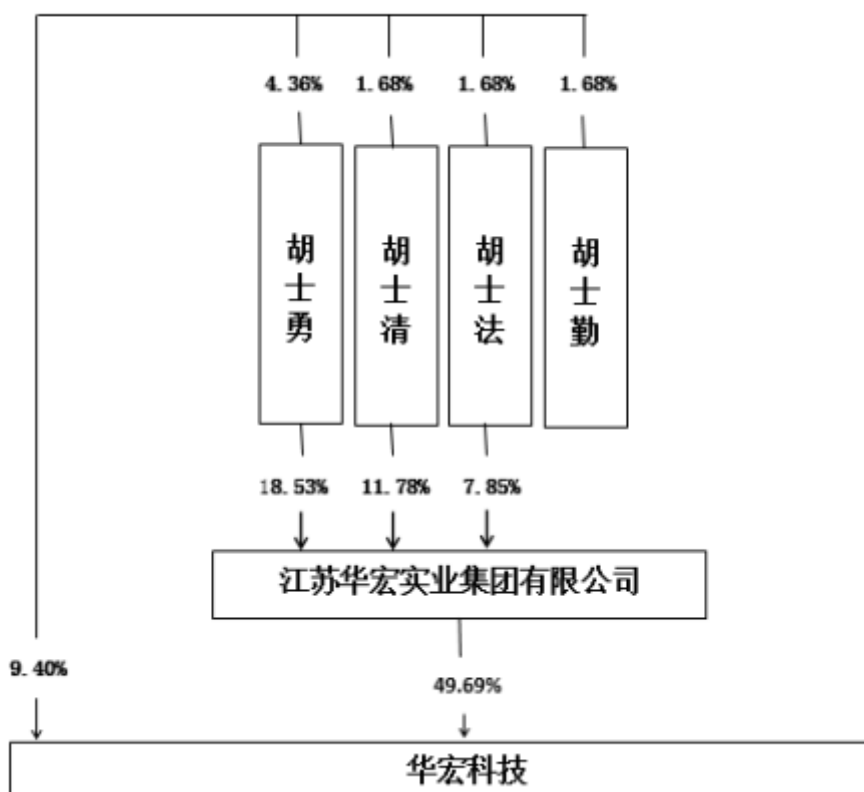 4.36% 1.68% 1.68% 1.68%
胡士勇
胡士清
胡士法
胡士勤
18.53% 11.78% 7.85%
江苏华宏实业集团有限公司
9.40%
49.69%
华宏科技